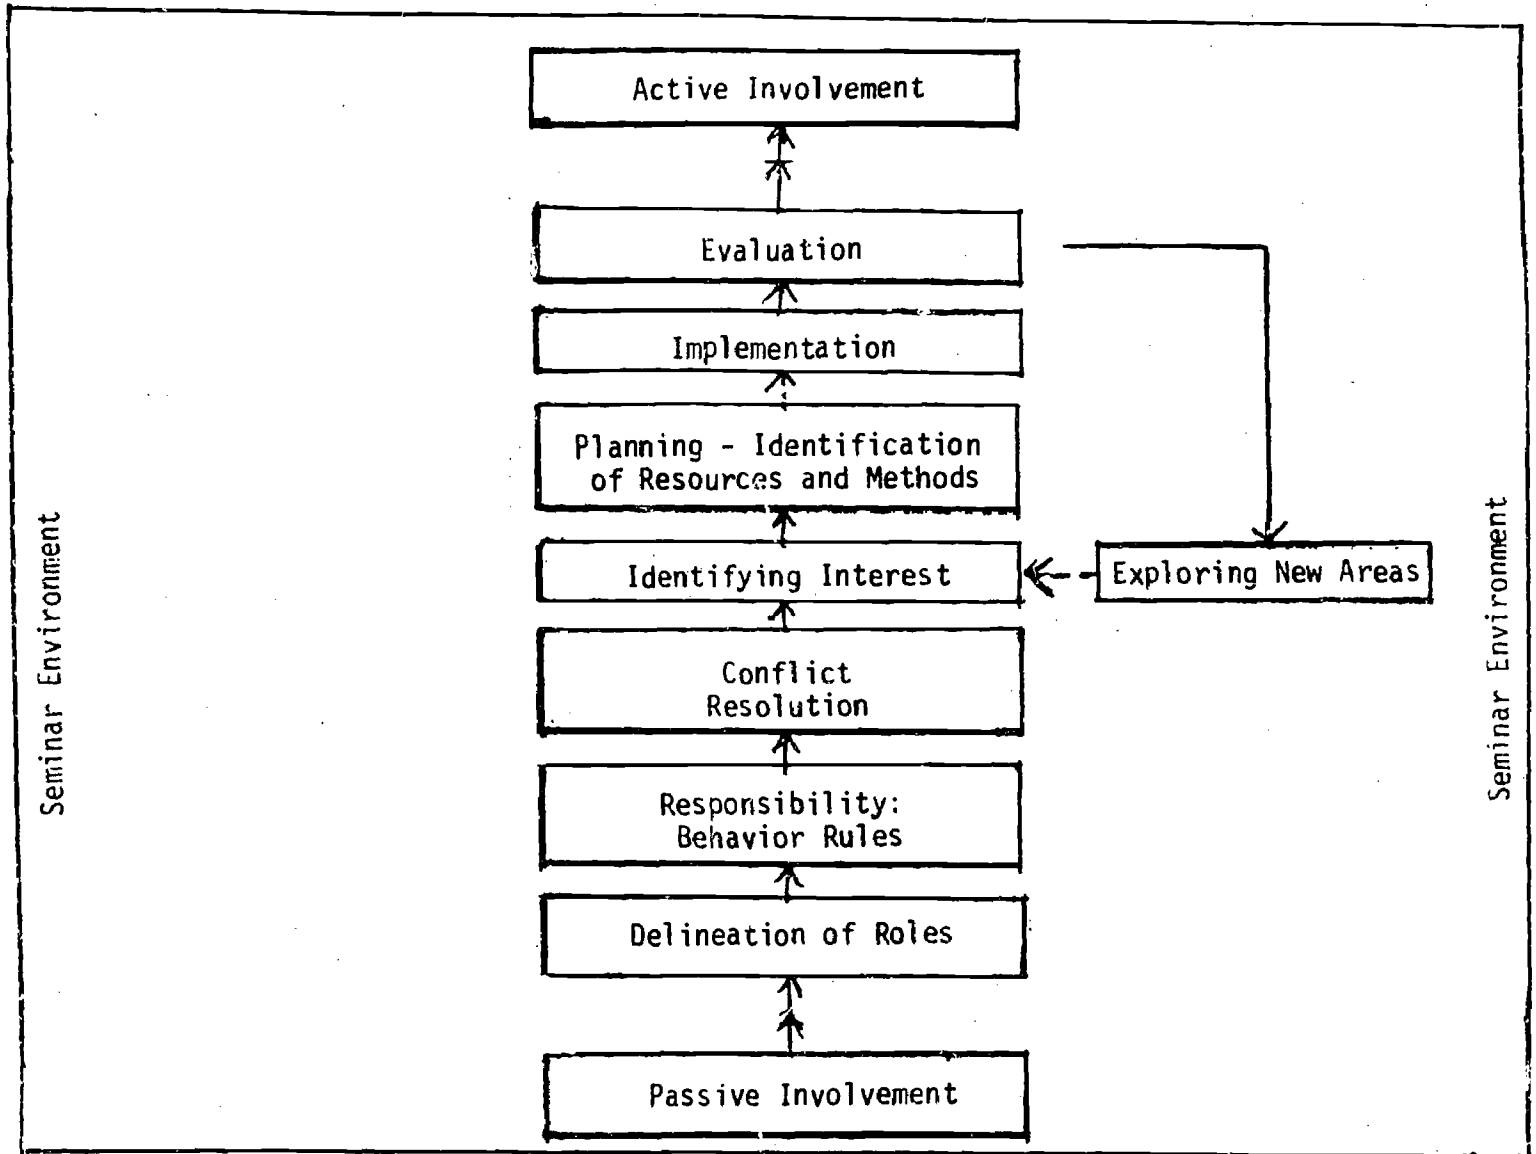 Active Involvement
Evaluation
Implementation
Planning - Identification
of Resources and Methods
Identifying Interest
Exploring New Areas
Conflict
Resolution
Responsibility:
Behavior Rules
Delineation of Roles
Passive Involvement
Seminar Environment
Seminar Environment